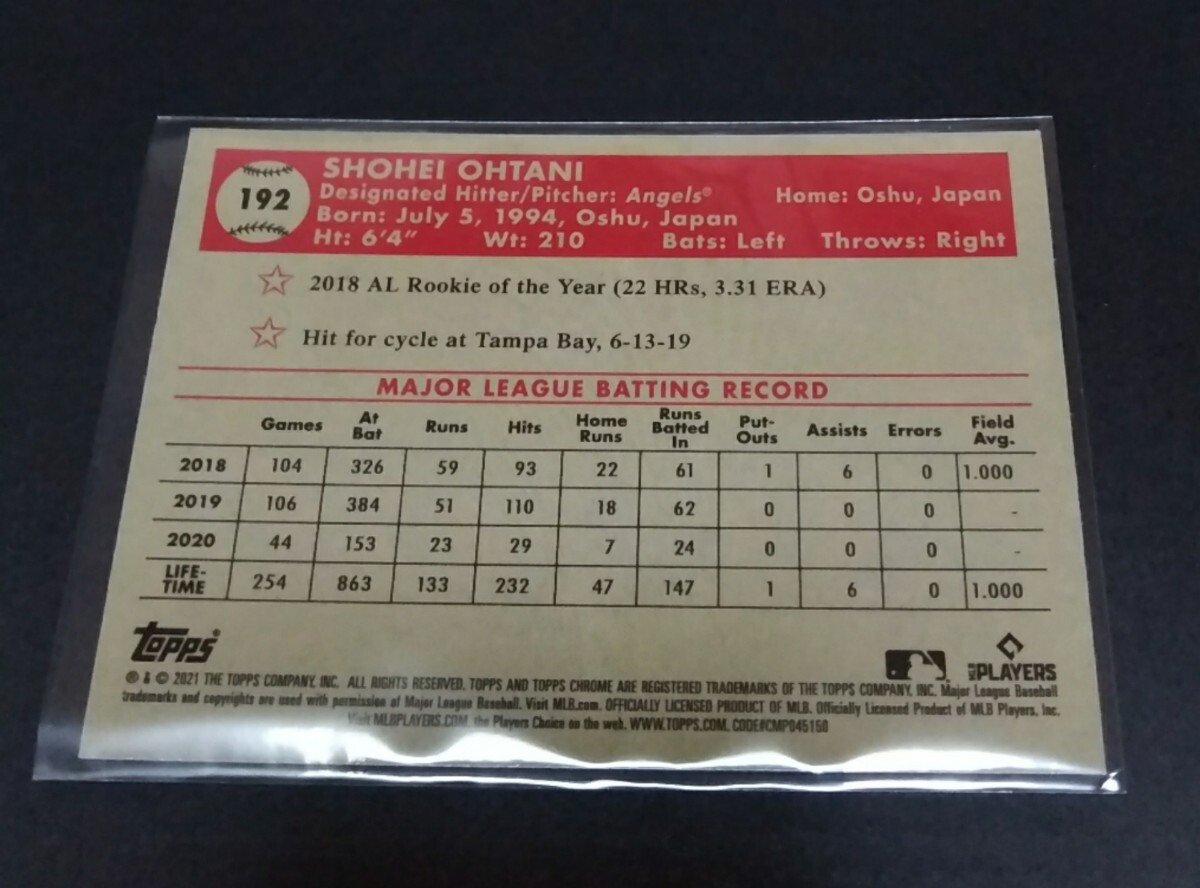 192
SHOHEI OHTANI
Designated Hitter/Pitcher: Angels® Home: Oshu, Japan
Born: July 5, 1994, Oshu, Japan
Ht: 6'4" Wt: 210 Bats: Left Throws: Right
2018 AL Rookie of the Year (22 HRs, 3.31 ERA)
Hit for cycle at Tampa Bay, 6-13-19
MAJOR LEAGUE BATTING RECORD
Games At Bat Runs Hits Home Runs Runs Batted In Put-Outs Assists Errors Field Avg.
2018 104 326 59 93 22 61 1 6 0 1.000
2019 106 384 51 110 18 62 0 0 0 -
2020 44 153 23 29 7 24 0 0 0 -
LIFE-TIME 254 863 133 232 47 147 1 6 0 1.000
Topps®
MLB PLAYERS
® & © 2021 THE TOPPS COMPANY, INC. ALL RIGHTS RESERVED. TOPPS AND TOPPS CHROME ARE REGISTERED TRADEMARKS OF THE TOPPS COMPANY, INC. Major League Baseball
trademarks and copyrights are used with permission of Major League Baseball. Visit MLB.com. OFFICIALLY LICENSED PRODUCT OF MLB. Officially Licensed Product of MLB Players, Inc.
Visit MLBPLAYERS.COM, the Players Choice on the web. WWW.TOPPS.COM. CODE#CMP045150